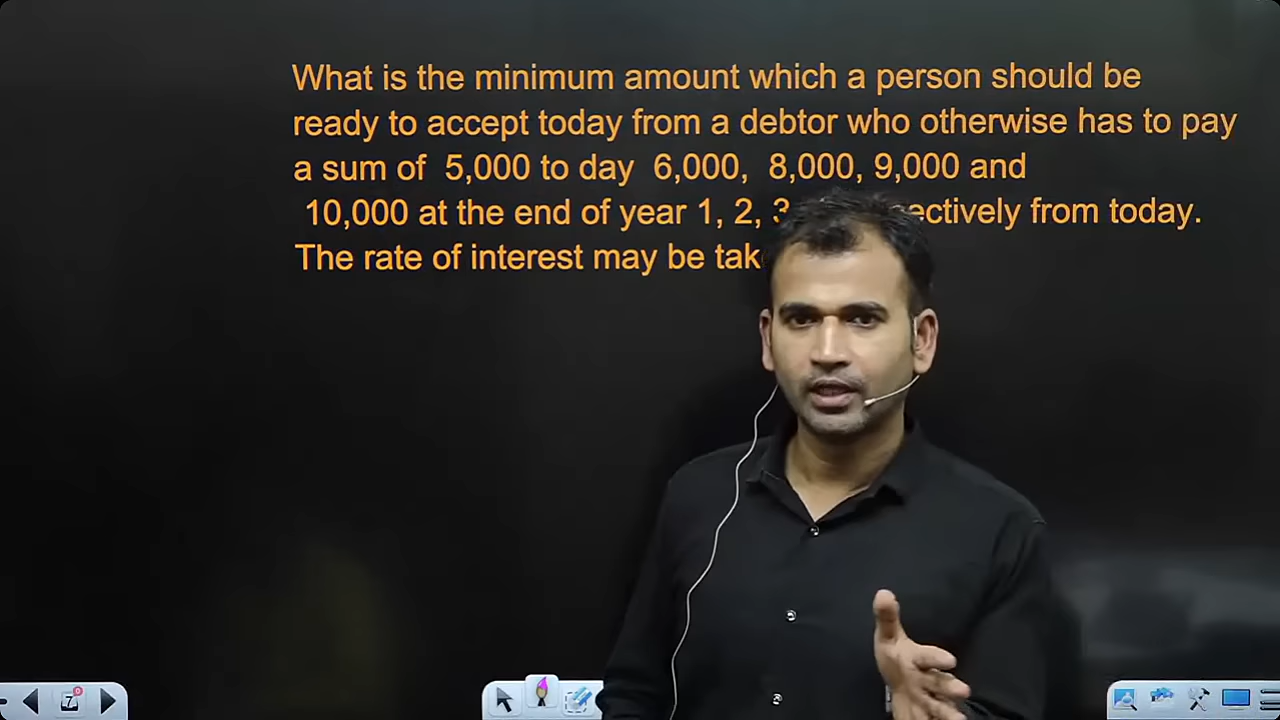 What is the minimum amount which a person should be
ready to accept today from a debtor who otherwise has to pay
a sum of 5,000 to day 6,000, 8,000, 9,000 and
10,000 at the end of year 1, 2, from today.
The rate of interest may be
7
0